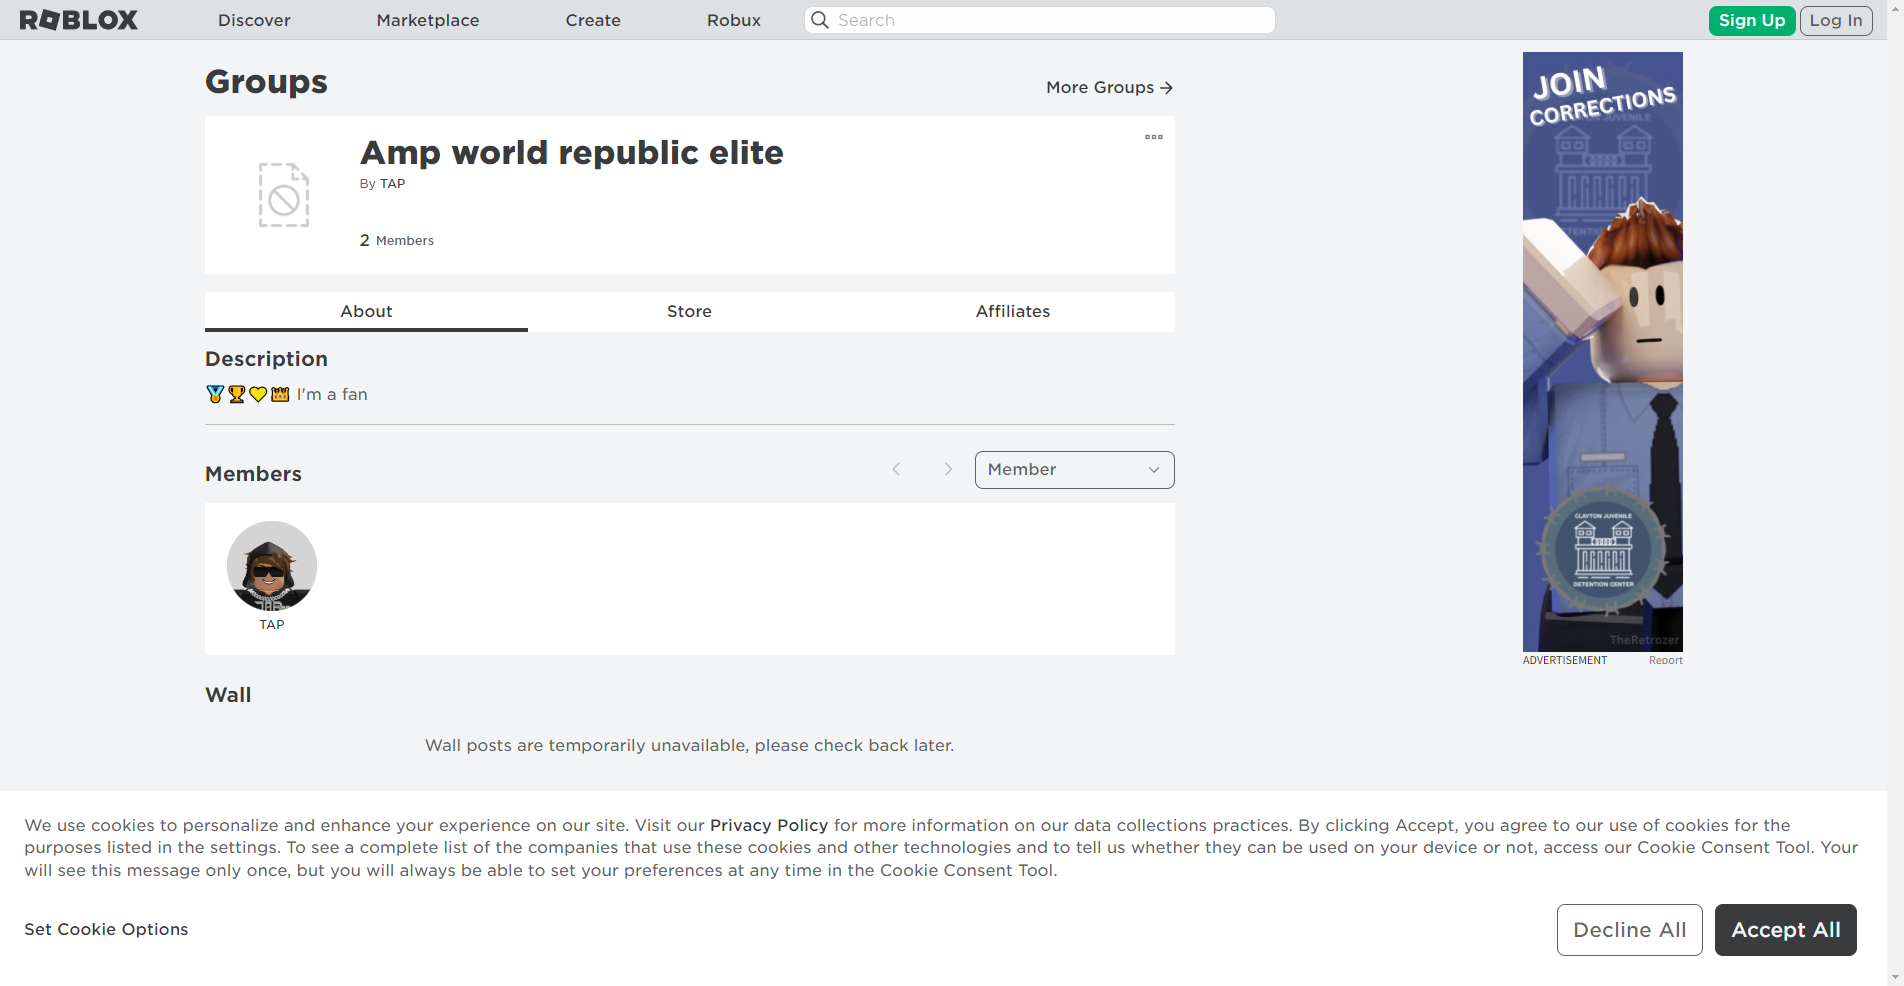 ROBLOX Discover Marketplace Create Robux Search Sign Up Log In
Groups
More Groups
Amp world republic elite
By TAP
2 Members
About Store Affiliates
Description
I'm a fan
Members
Member
TAP
Wall
Wall posts are temporarily unavailable, please check back later.
JOIN
CORRECTIONS
CLAYTON JUVENILE
DETENTION CENTER
TheRetrozer
ADVERTISEMENT Report
We use cookies to personalize and enhance your experience on our site. Visit our Privacy Policy for more information on our data collections practices. By clicking Accept, you agree to our use of cookies for the
purposes listed in the settings. To see a complete list of the companies that use these cookies and other technologies and to tell us whether they can be used on your device or not, access our Cookie Consent Tool. Your
will see this message only once, but you will always be able to set your preferences at any time in the Cookie Consent Tool.
Set Cookie Options
Decline All Accept All